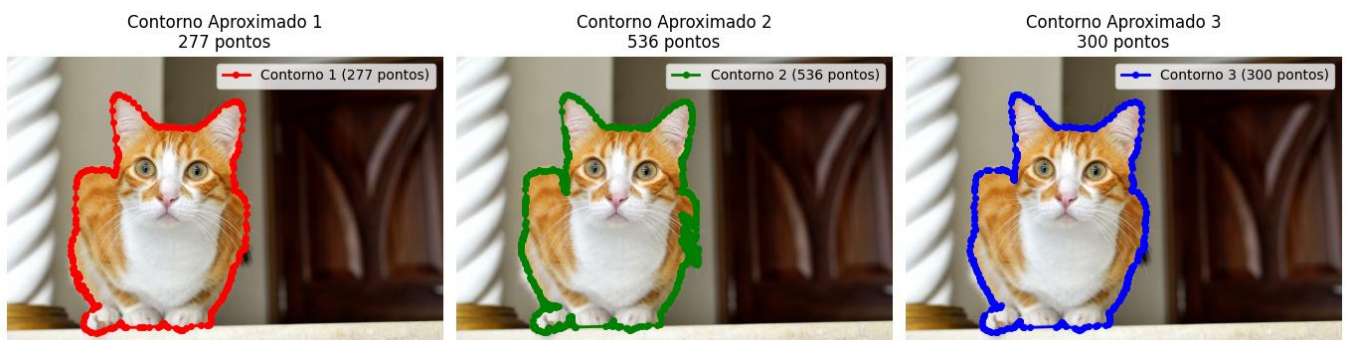 Contorno Aproximado 1
277 pontos
Contorno 1 (277 pontos)
Contorno Aproximado 2
536 pontos
Contorno 2 (536 pontos)
Contorno Aproximado 3
300 pontos
Contorno 3 (300 pontos)